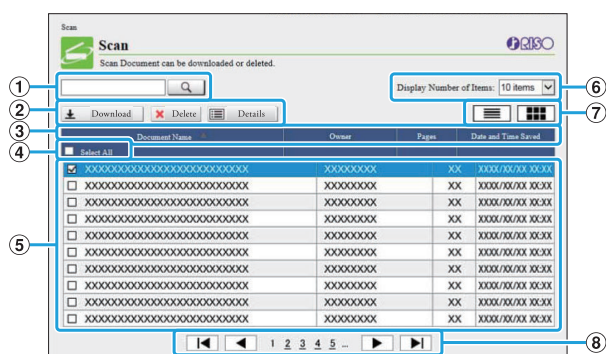 Scan
Scan
RISO
Scan Document can be downloaded or deleted.
1
Display Number of Items: 10 items
6
2
Download Delete Details
7
3
Document Name Owner Pages Date and Time Saved
4
Select All
XXXXXXXXXXXXXXXXXXXXXXXXXX XXXXXXXX XX XXXX/XX/XX XX:XX
XXXXXXXXXXXXXXXXXXXXXXXXXX XXXXXXXX XX XXXX/XX/XX XX:XX
XXXXXXXXXXXXXXXXXXXXXXXXXX XXXXXXXX XX XXXX/XX/XX XX:XX
XXXXXXXXXXXXXXXXXXXXXXXXXX XXXXXXXX XX XXXX/XX/XX XX:XX
XXXXXXXXXXXXXXXXXXXXXXXXXX XXXXXXXX XX XXXX/XX/XX XX:XX
5
XXXXXXXXXXXXXXXXXXXXXXXXXX XXXXXXXX XX XXXX/XX/XX XX:XX
XXXXXXXXXXXXXXXXXXXXXXXXXX XXXXXXXX XX XXXX/XX/XX XX:XX
XXXXXXXXXXXXXXXXXXXXXXXXXX XXXXXXXX XX XXXX/XX/XX XX:XX
XXXXXXXXXXXXXXXXXXXXXXXXXX XXXXXXXX XX XXXX/XX/XX XX:XX
XXXXXXXXXXXXXXXXXXXXXXXXXX XXXXXXXX XX XXXX/XX/XX XX:XX
1 2 3 4 5 ...
8